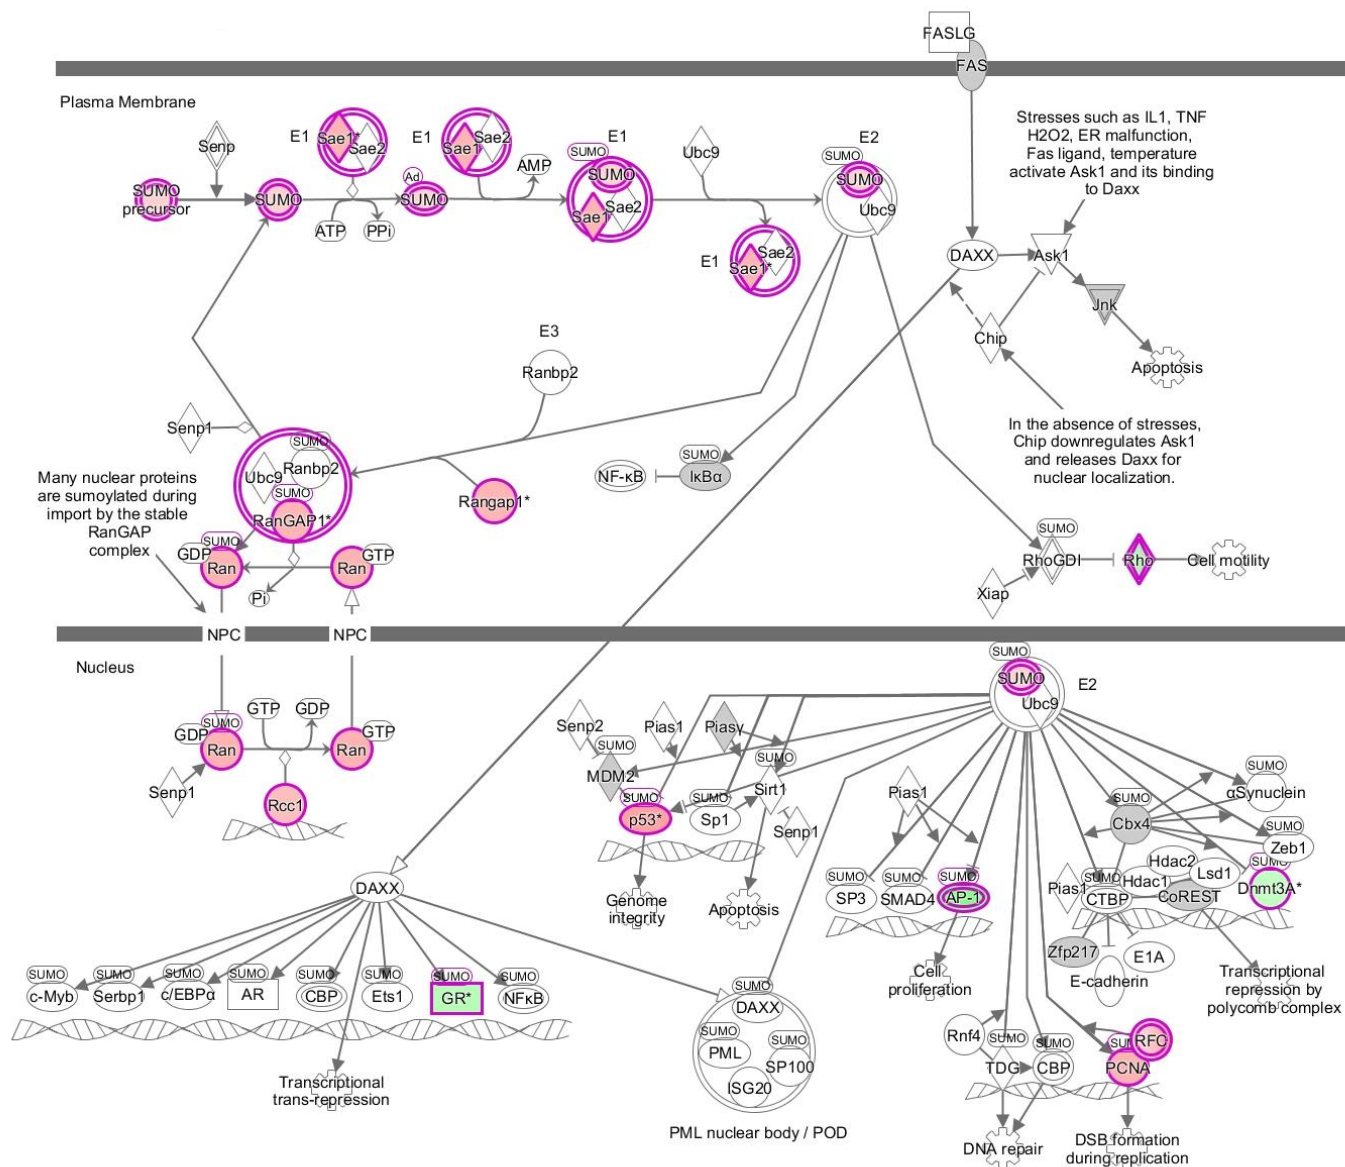 FASLG
FAS
Plasma Membrane
Stresses such as IL1, TNF
H2O2, ER malfunction,
Fas ligand, temperature
activate Ask1 and its binding
to Daxx
Senp
E1
Sae1*
Sae2
E1
Sae1
Sae2
E1
SUMO
SUMO
Sae1
Sae2
AMP
Ad
Ubc9
E2
SUMO
SUMO
Ubc9
SUMO
precursor
SUMO
SUMO
ATP
PPi
E1
Sae1*
Sae2
DAXX
Ask1
Jnk
Chip
Apoptosis
E3
Ranbp2
In the absence of stresses,
Chip downregulates Ask1
and releases Daxx for
nuclear localization.
Senp1
SUMO
Ubc9
Ranbp2
SUMO
RanGAP1*
Many nuclear proteins
are sumoylated during
import by the stable
RanGAP
complex
Rangap1*
NF-κB
SUMO
IκBα
SUMO
GDP
Ran
GTP
Ran
Pi
SUMO
RhoGDI
Rho
Cell motility
Xiap
NPC
NPC
Nucleus
SUMO
SUMO
Ubc9
E2
GTP
GDP
SUMO
GDP
Ran
GTP
Ran
Senp1
Rcc1
Senp2
Pias1
Piasγ
SUMO
MDM2
SUMO
Sirt1
SUMO
p53*
SUMO
Sp1
Senp1
Pias1
SUMO
Cbx4
SUMO
αSynuclein
SUMO
Zeb1
SUMO
Dnmt3A*
Hdac2
Lsd1
Hdac1
CoREST
Pias1
SUMO
CTBP
SUMO
SP3
SUMO
SMAD4
SUMO
AP-1
Genome
integrity
Apoptosis
Zfp217
E1A
E-cadherin
Cell
proliferation
Transcriptional
repression by
polycomb complex
DAXX
SUMO
c-Myb
SUMO
Serbp1
SUMO
c/EBPα
SUMO
AR
SUMO
CBP
SUMO
Ets1
SUMO
GR*
SUMO
NFκB
Transcriptional
trans-repression
SUMO
DAXX
SUMO
PML
SUMO
SP100
ISG20
PML nuclear body / POD
Rnf4
SUMO
TDG
SUMO
CBP
RFC
PCNA
DNA repair
DSB formation
during replication